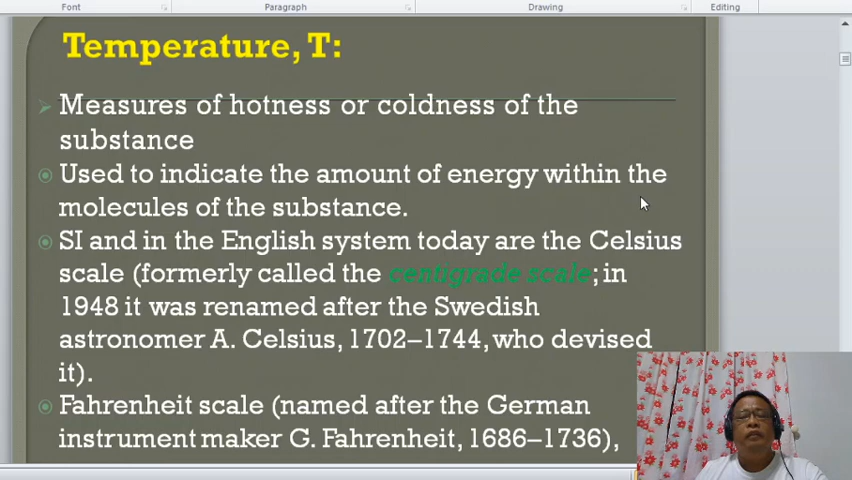 Font Paragraph Drawing Editing
Temperature, T:
Measures of hotness or coldness of the
substance
Used to indicate the amount of energy within the
molecules of the substance.
SI and in the English system today are the Celsius
scale (formerly called the centigrade scale; in
1948 it was renamed after the Swedish
astronomer A. Celsius, 1702–1744, who devised
it).
Fahrenheit scale (named after the German
instrument maker G. Fahrenheit, 1686–1736),